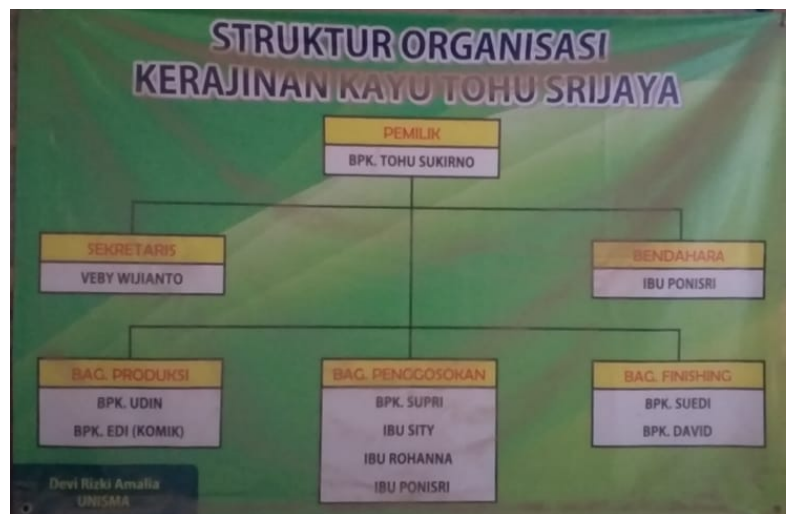 STRUKTUR ORGANISASI
KERAJINAN KAYU TOHU SRIJAYA
PEMILIK
BPK. TOHU SUKIRNO
SEKRETARIS
VEBY WIJIANTO
BENDAHARA
IBU PONISRI
BAG. PRODUKSI
BPK. UDIN
BPK. EDI (KOMIK)
BAG. PENGGOSOKAN
BPK. SUPRI
IBU SITY
IBU ROHANNA
IBU PONISRI
BAG. FINISHING
BPK. SUEDI
BPK. DAVID
Devi Rizki Amalia
UNISMA